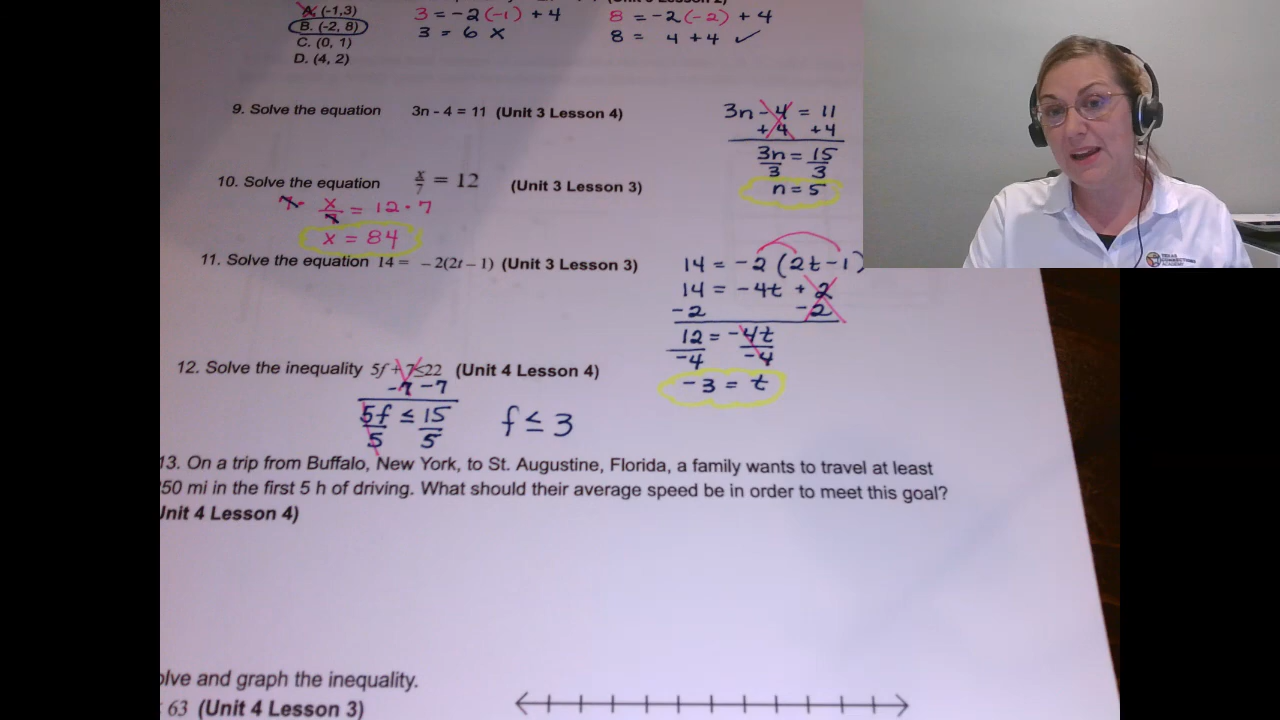 A. (-1,3)
B. (-2, 8)
C. (0, 1)
D. (4, 2)
3 = -2(-1) + 4
3 = 6 x
8 = -2(-2) + 4
8 = 4 + 4 ✓
9. Solve the equation 3n - 4 = 11 (Unit 3 Lesson 4)
3n - 4 = 11
+ 4 + 4
3n = 15
3 3
n = 5
10. Solve the equation x/7 = 12 (Unit 3 Lesson 3)
7 · x/7 = 12 · 7
x = 84
11. Solve the equation 14 = -2(2t - 1) (Unit 3 Lesson 3)
14 = -2 (2t - 1)
14 = -4t + 2
-2 -2
12 = -4t
-4 -4
-3 = t
12. Solve the inequality 5f + 7 ≤ 22 (Unit 4 Lesson 4)
-7 -7
5f ≤ 15
5 5
f ≤ 3
13. On a trip from Buffalo, New York, to St. Augustine, Florida, a family wants to travel at least
50 mi in the first 5 h of driving. What should their average speed be in order to meet this goal?
Unit 4 Lesson 4)
olve and graph the inequality.
63 (Unit 4 Lesson 3)